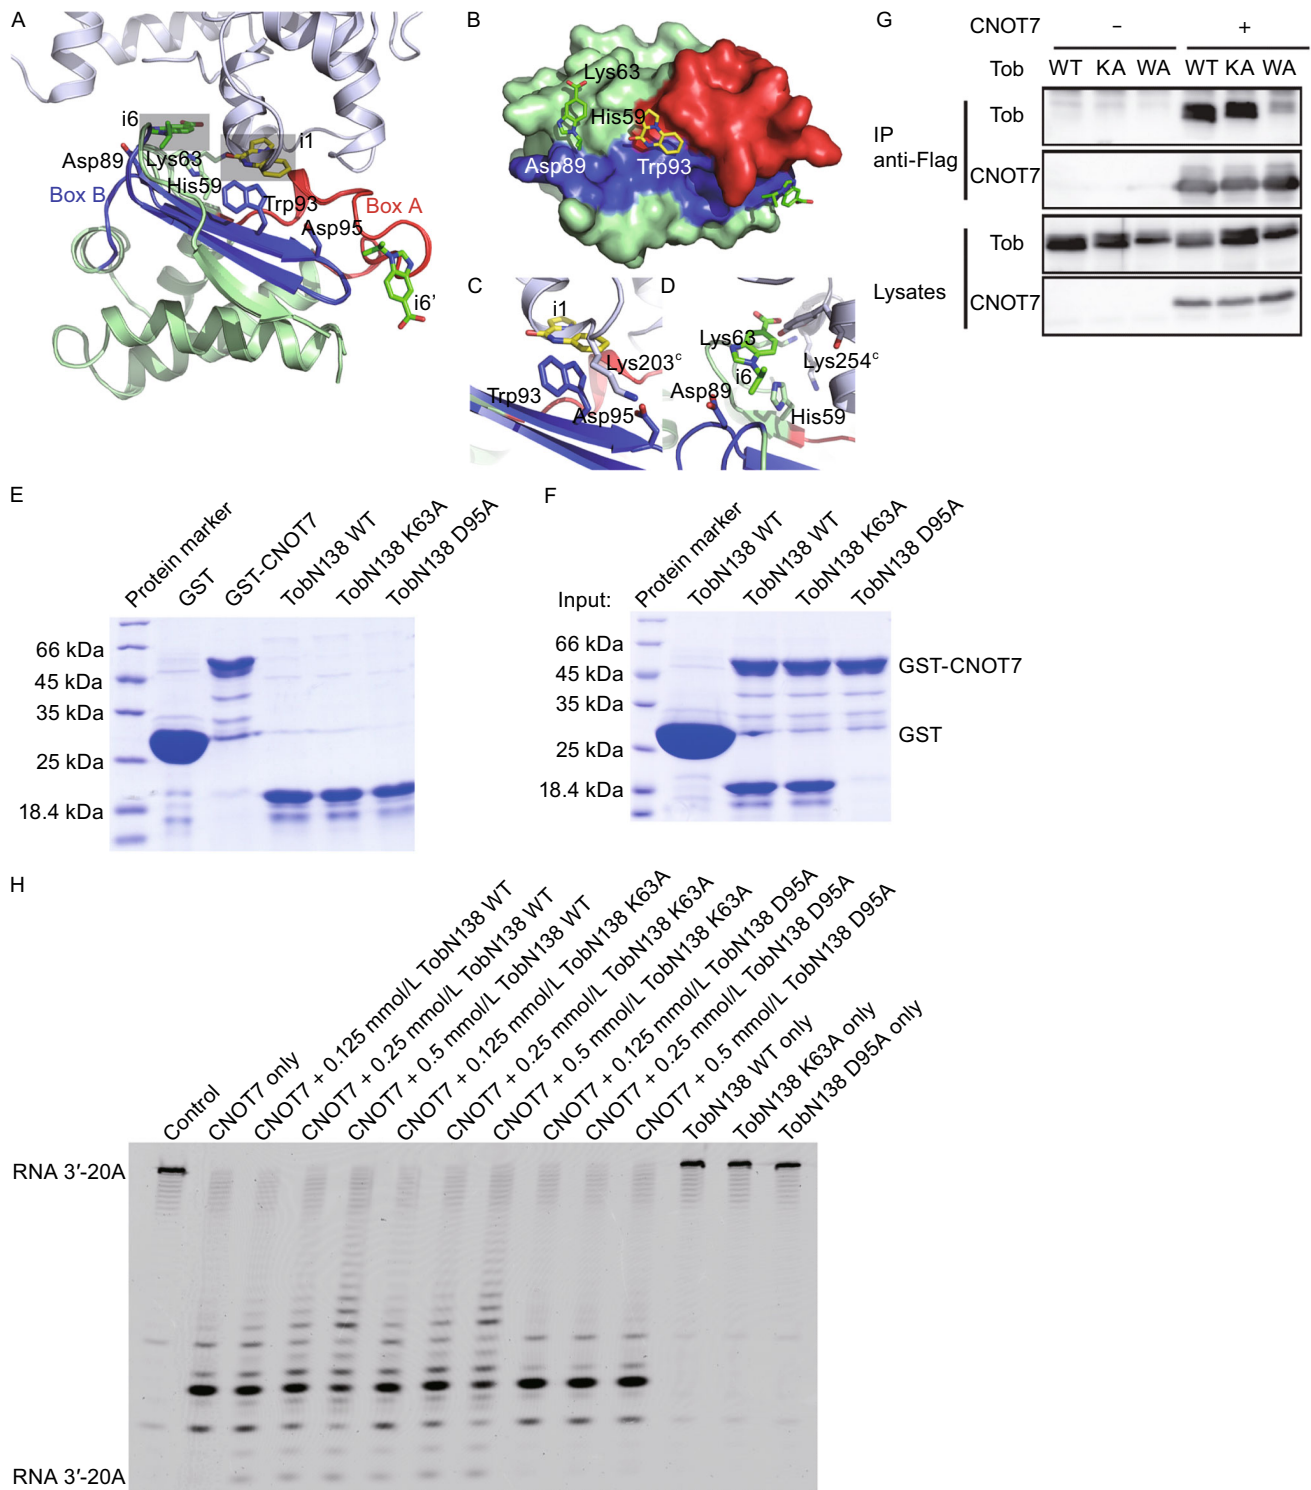 A
i6
i1
Asp89
Lys63
His59
Box B
Trp93
Box A
Asp95
i6’
B
Lys63
His59
Asp89
Trp93
C
i1
Lys203ᶜ
Trp93
Asp95
D
Lys63
Lys254ᶜ
i6
Asp89
His59
G
CNOT7 – +
Tob WT KA WA WT KA WA
IP anti-Flag
Tob
CNOT7
Lysates
Tob
CNOT7
E
Protein marker
GST
GST-CNOT7
TobN138 WT
TobN138 K63A
TobN138 D95A
66 kDa
45 kDa
35 kDa
25 kDa
18.4 kDa
F
Input:
Protein marker
TobN138 WT
TobN138 WT
TobN138 K63A
TobN138 D95A
66 kDa
45 kDa
35 kDa
25 kDa
18.4 kDa
GST-CNOT7
GST
H
Control
CNOT7 only
CNOT7 + 0.125 mmol/L TobN138 WT
CNOT7 + 0.25 mmol/L TobN138 WT
CNOT7 + 0.5 mmol/L TobN138 WT
CNOT7 + 0.125 mmol/L TobN138 K63A
CNOT7 + 0.25 mmol/L TobN138 K63A
CNOT7 + 0.5 mmol/L TobN138 K63A
CNOT7 + 0.125 mmol/L TobN138 D95A
CNOT7 + 0.25 mmol/L TobN138 D95A
CNOT7 + 0.5 mmol/L TobN138 D95A
TobN138 WT only
TobN138 K63A only
TobN138 D95A only
RNA 3′-20A
RNA 3′-20A